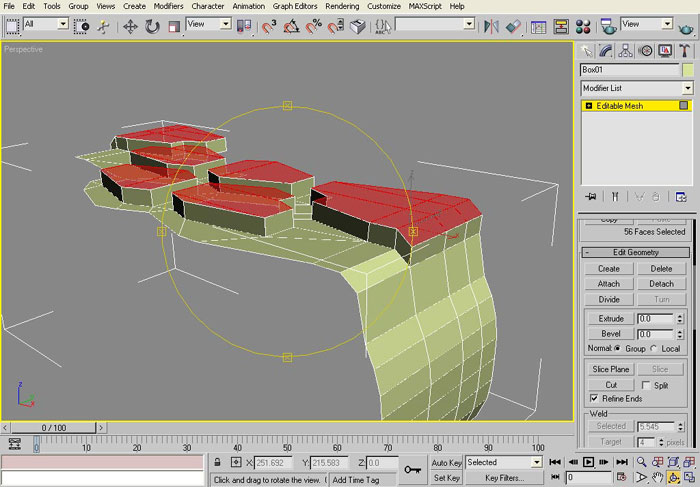 File Edit Tools Group Views Create Modifiers Character Animation Graph Editors Rendering Customize MAXScript Help
All View 3 % ABC View
Perspective
Box01
Modifier List
Editable Mesh
56 Faces Selected
Edit Geometry
Create Delete
Attach Detach
Divide Turn
Extrude 0.0
Bevel 0.0
Normal: Group Local
Slice Plane Slice
Cut Split
Refine Ends
Weld
Selected 5.545
Target 4 pixels
z
x
< 0 / 100 >
0 10 20 30 40 50 60 70 80 90 100
X: 251.692 Y: 215.583 Z: 0.0
Auto Key Selected
Click and drag to rotate the view. Add Time Tag
Set Key Key Filters... 0